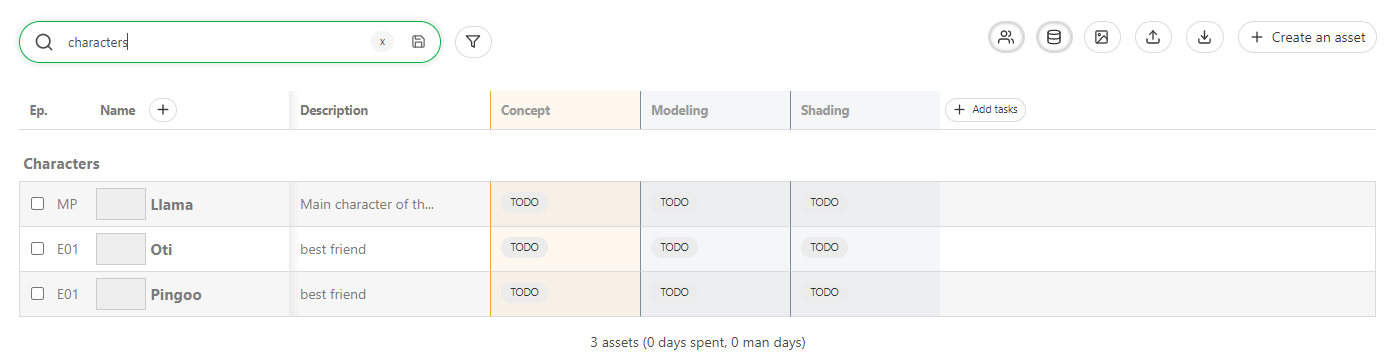 characters x Create an asset
Ep. Name Description Concept Modeling Shading Add tasks
Characters
MP Llama Main character of th... TODO TODO TODO
E01 Oti best friend TODO TODO TODO
E01 Pingoo best friend TODO TODO TODO
3 assets (0 days spent, 0 man days)